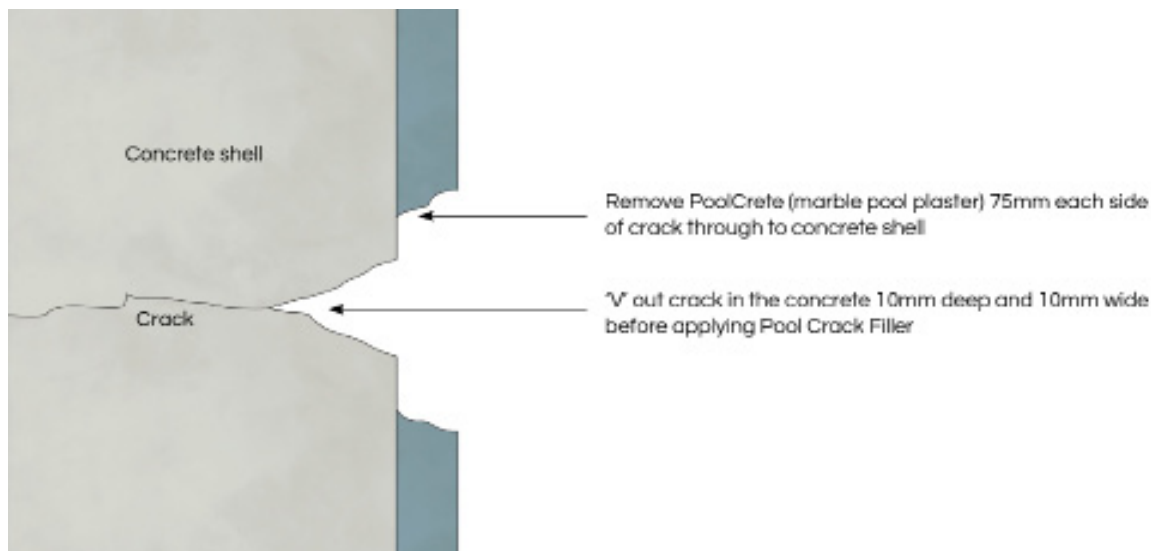 Concrete shell
Remove PoolCrete (marble pool plaster) 75mm each side
of crack through to concrete shell
'V' out crack in the concrete 10mm deep and 10mm wide
before applying Pool Crack Filler
Crack